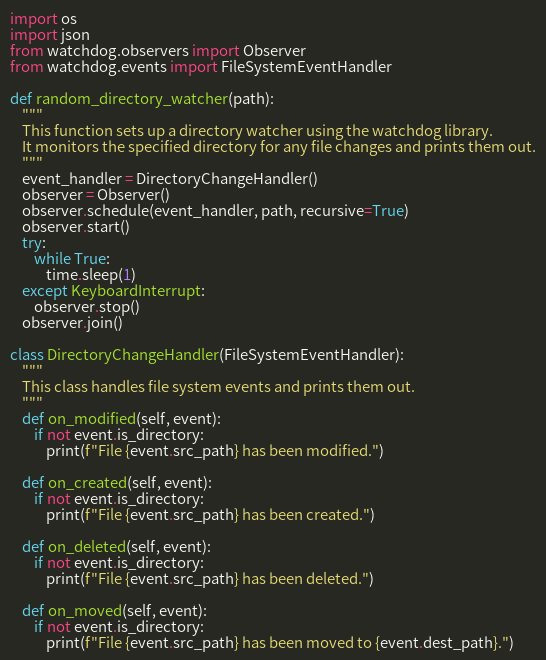 import os
import json
from watchdog.observers import Observer
from watchdog.events import FileSystemEventHandler

def random_directory_watcher(path):
    """
    This function sets up a directory watcher using the watchdog library.
    It monitors the specified directory for any file changes and prints them out.
    """
    event_handler = DirectoryChangeHandler()
    observer = Observer()
    observer.schedule(event_handler, path, recursive=True)
    observer.start()
    try:
        while True:
            time.sleep(1)
    except KeyboardInterrupt:
        observer.stop()
    observer.join()

class DirectoryChangeHandler(FileSystemEventHandler):
    """
    This class handles file system events and prints them out.
    """
    def on_modified(self, event):
        if not event.is_directory:
            print(f"File {event.src_path} has been modified.")

    def on_created(self, event):
        if not event.is_directory:
            print(f"File {event.src_path} has been created.")

    def on_deleted(self, event):
        if not event.is_directory:
            print(f"File {event.src_path} has been deleted.")

    def on_moved(self, event):
        if not event.is_directory:
            print(f"File {event.src_path} has been moved to {event.dest_path}.")